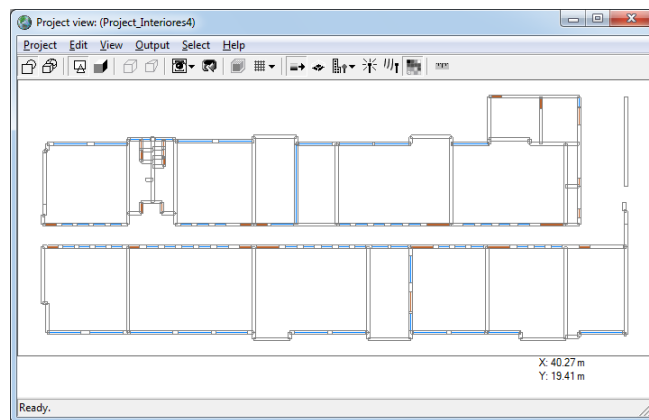 Project view: (Project_Interiores4)
Project Edit View Output Select Help
X: 40.27 m
Y: 19.41 m
Ready.